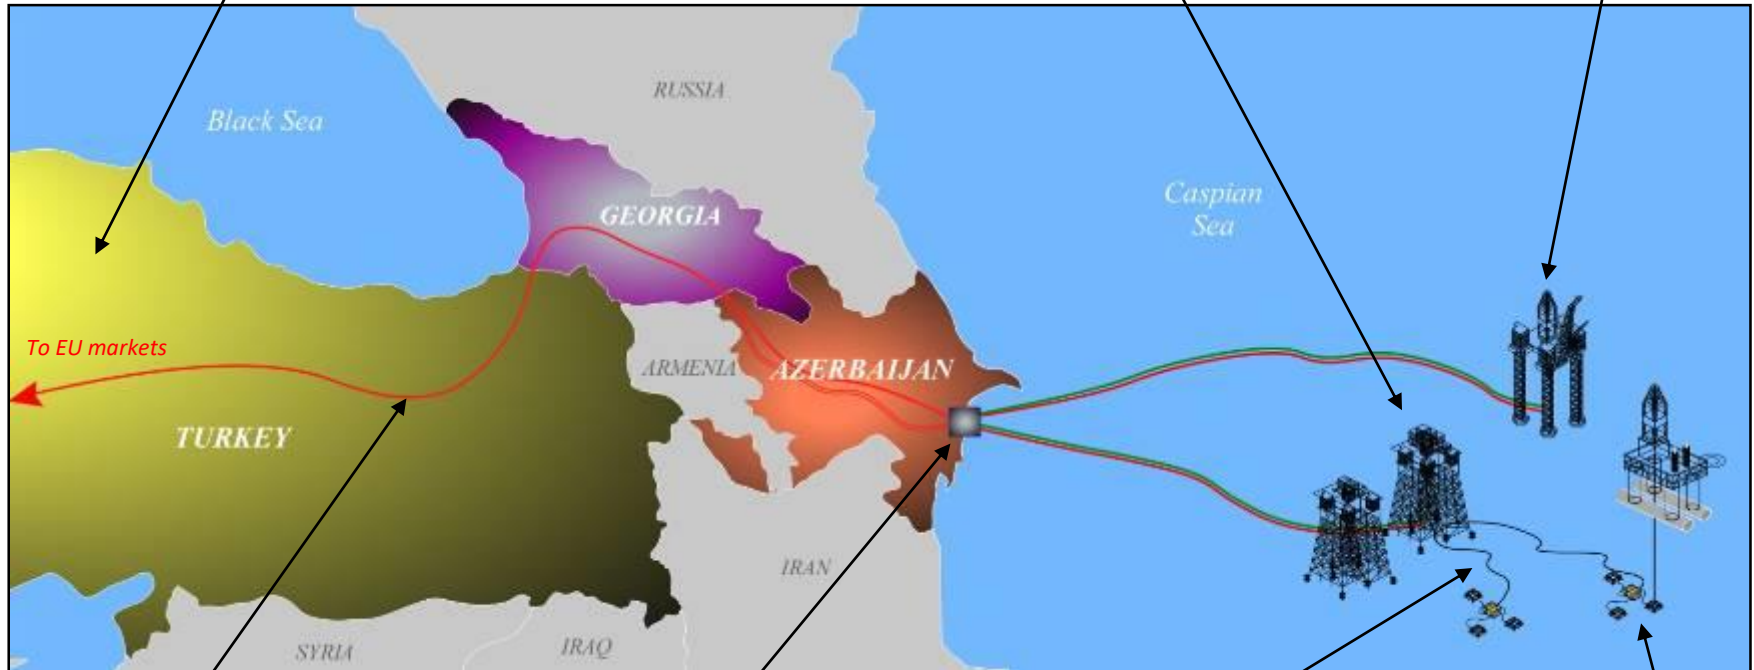 RUSSIA
Black Sea
Caspian
Sea
GEORGIA
To EU markets
ARMENIA
AZERBAIJAN
TURKEY
IRAN
SYRIA
IRAQ